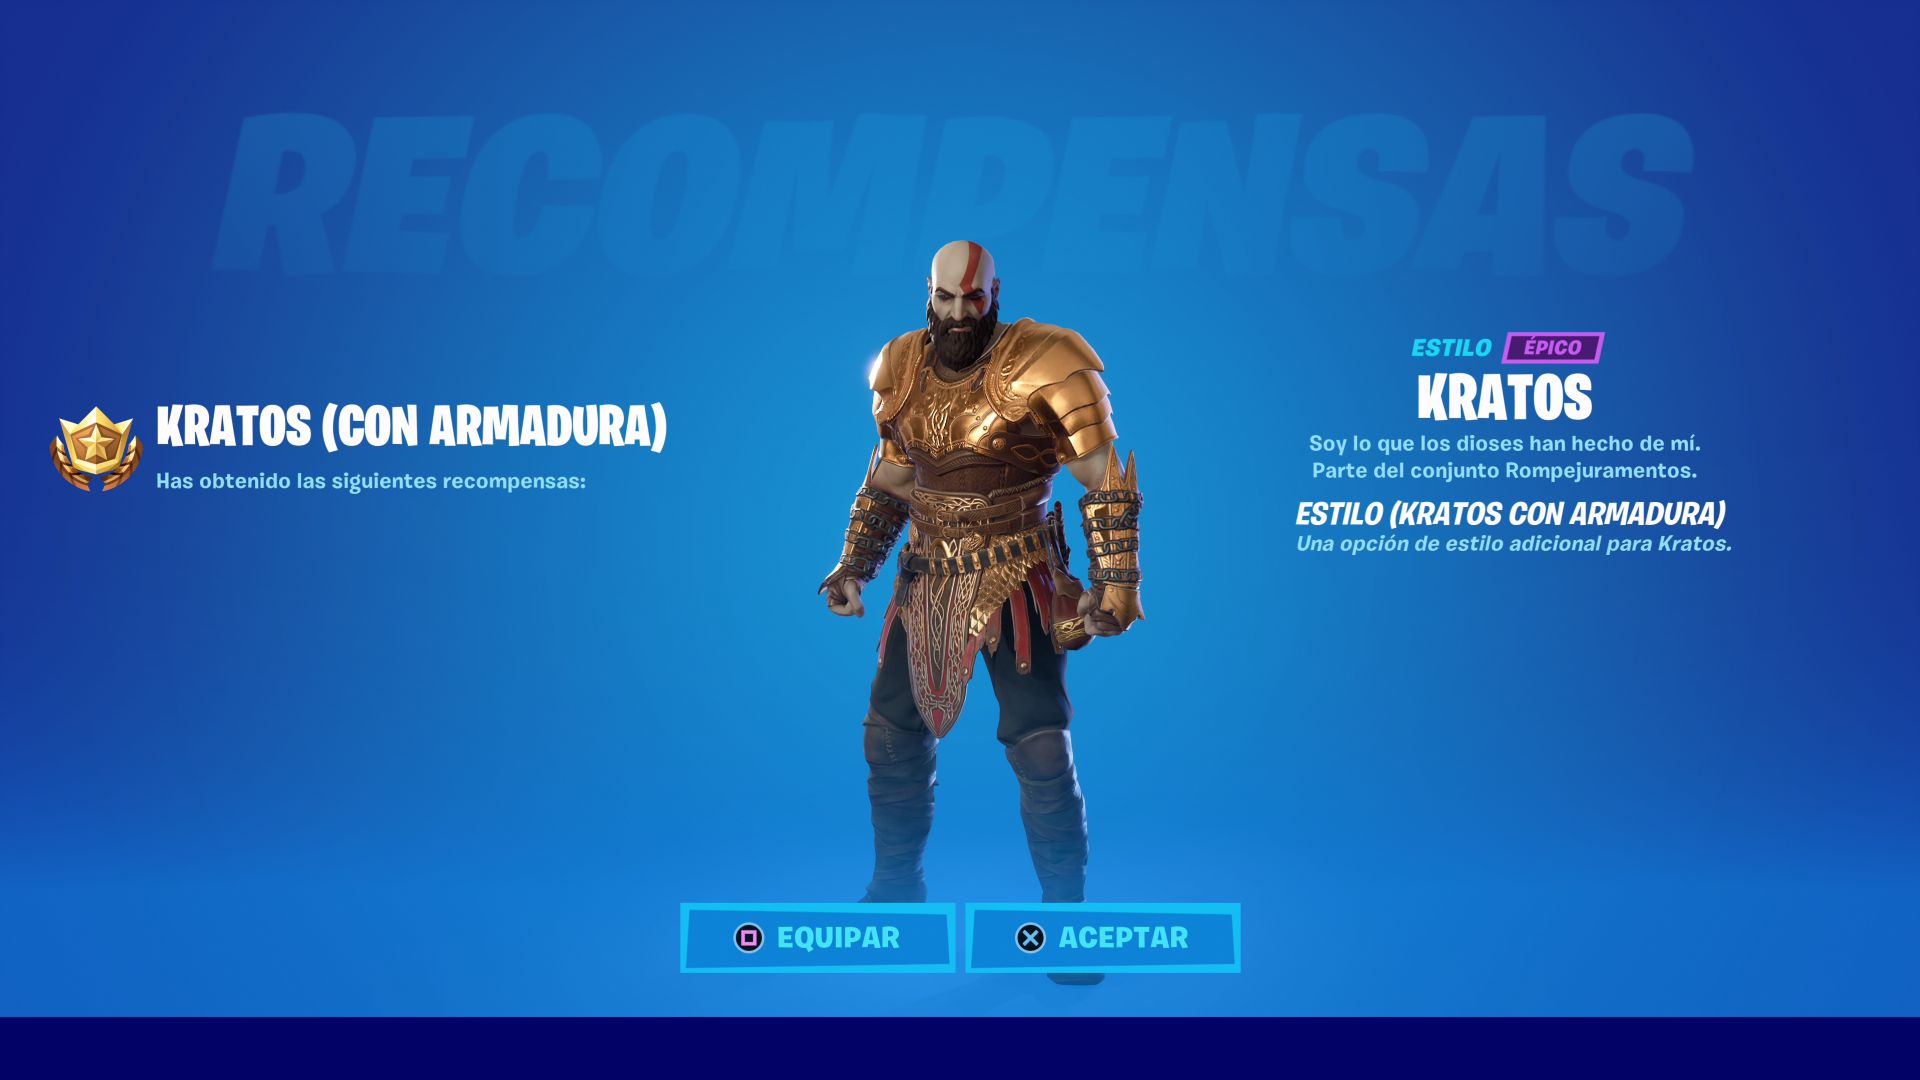 RECOMPENSAS
KRATOS (CON ARMADURA)
Has obtenido las siguientes recompensas:
ESTILO ÉPICO
KRATOS
Soy lo que los dioses han hecho de mí.
Parte del conjunto Rompejuramentos.
ESTILO (KRATOS CON ARMADURA)
Una opción de estilo adicional para Kratos.
EQUIPAR
ACEPTAR